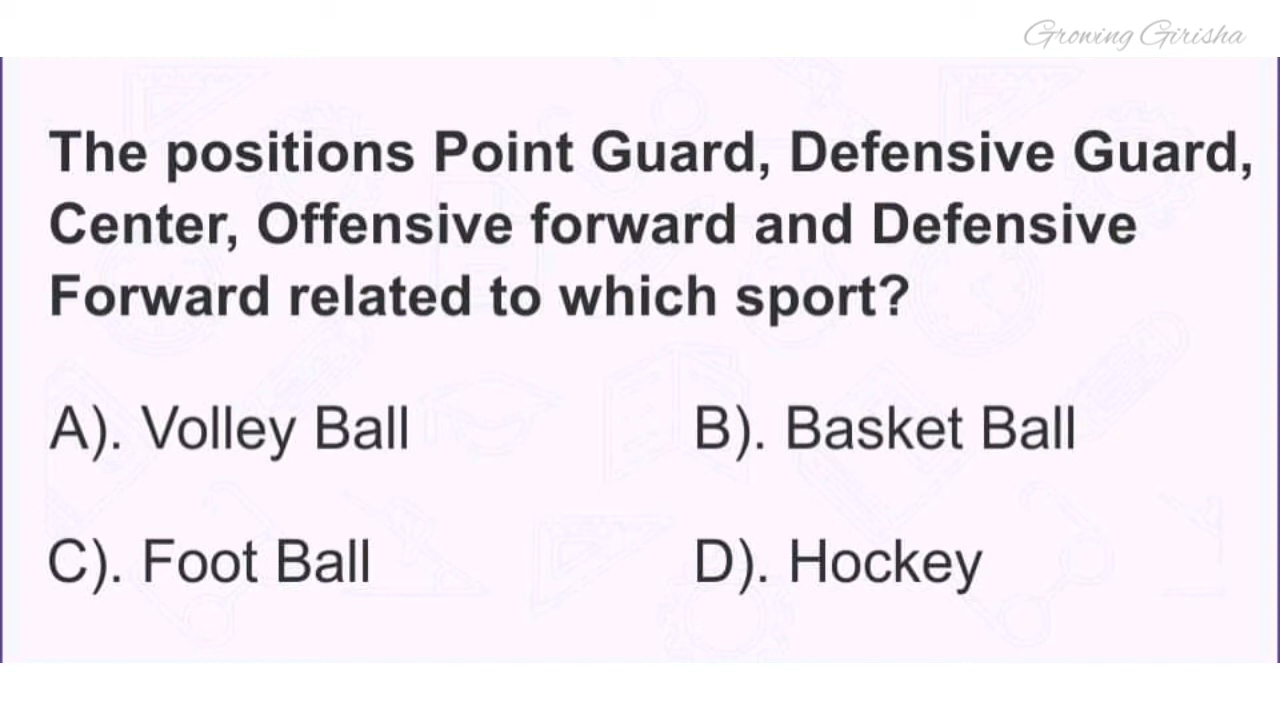 Growing Girisha
The positions Point Guard, Defensive Guard,
Center, Offensive forward and Defensive
Forward related to which sport?
A). Volley Ball
B). Basket Ball
C). Foot Ball
D). Hockey